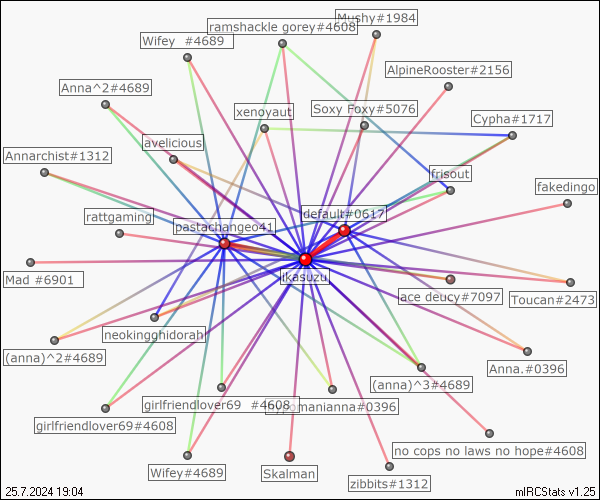 Mushy#1984
ramshackle gorey#4608
Wifey  #4689
AlpineRooster#2156
Anna^2#4689
xenoyaut
Soxy Foxy#5076
Cypha#1717
avelicious
Annarchist#1312
frisout
fakedingo
rattgaming
default#0617
pastachangeo41
Mad #6901
ikasuzu
ace deucy#7097
Toucan#2473
neokingghidorah
(anna)^2#4689
Anna.#0396
(anna)^3#4689
girlfriendlover69  #4608
girlfriendlover69#4608
no cops no laws no hope#4608
Wifey#4689
Skalman
zibbits#1312
25.7.2024 19:04
mIRCStats v1.25